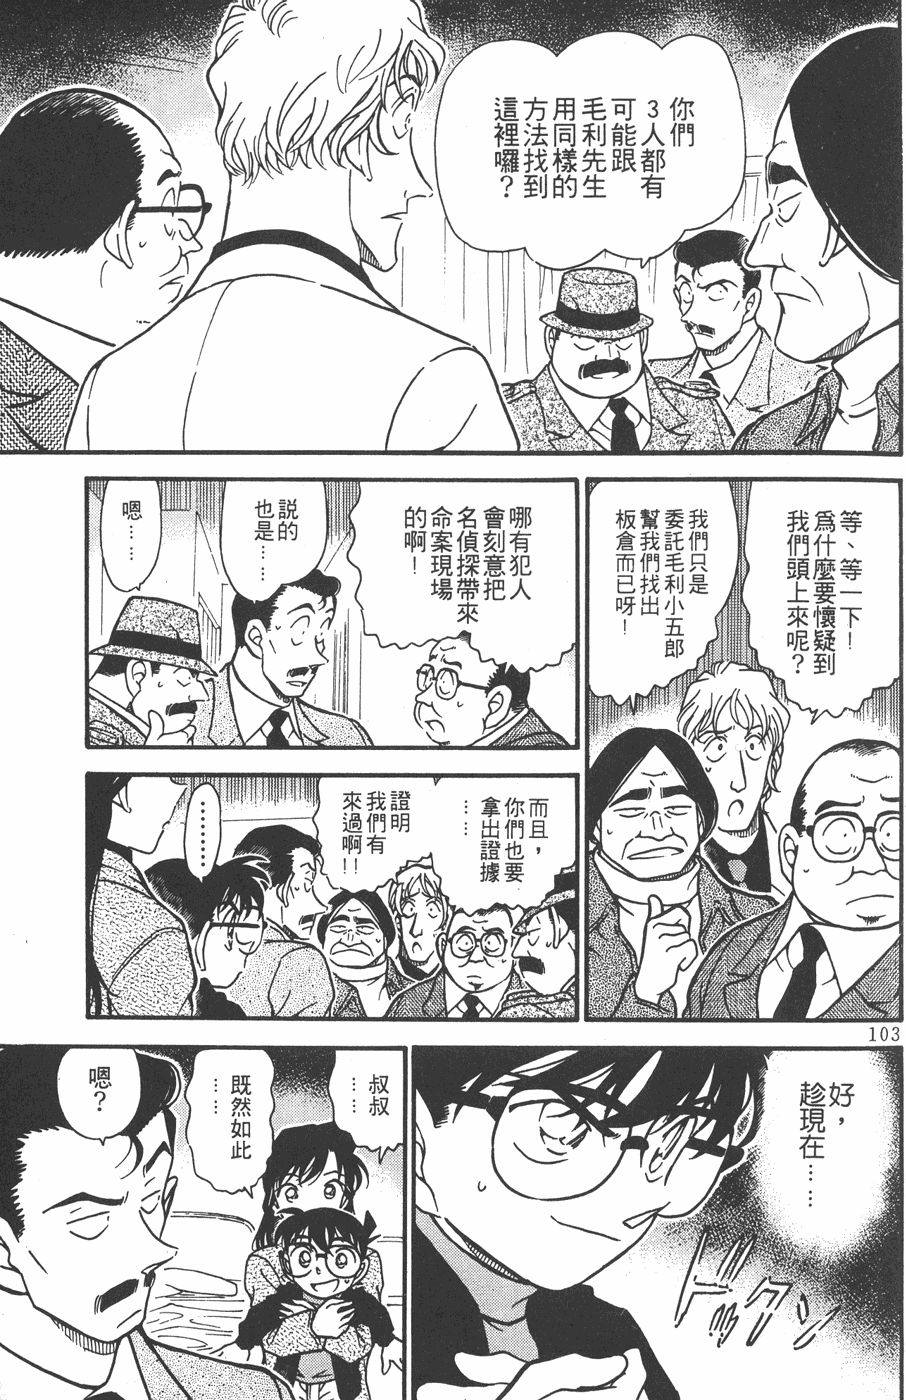 你們
3人都有
可能跟
毛利先生
用同樣的
方法找到
這裡囉？
等、等一下！
爲什麼要懷疑到
我們頭上來呢？
我們只是
委託毛利小五郎
幫我們找出
板倉而已呀！
哪有犯人
會刻意把
名偵探帶來
命案現場
的啊！
說的
也是…
嗯……
而且，
你們也要
拿出證據
……
證明
我們有
來過啊!!
………
103
好，
趁現在……
ドックン
叔叔
……
既然如此
……
嗯？